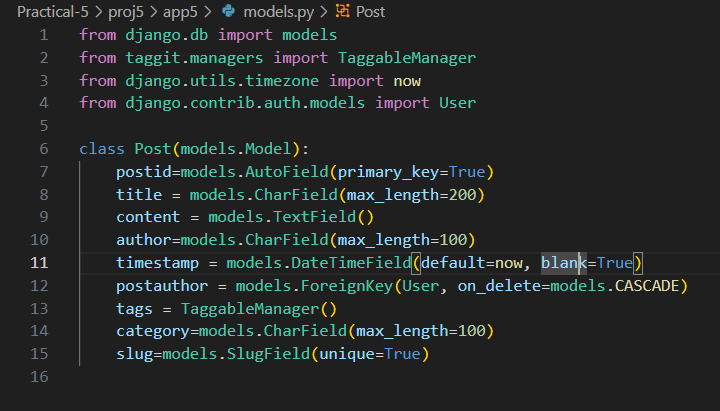 Practical-5 > proj5 > app5 > models.py > Post
1 from django.db import models
2 from taggit.managers import TaggableManager
3 from django.utils.timezone import now
4 from django.contrib.auth.models import User
5
6 class Post(models.Model):
7     postid=models.AutoField(primary_key=True)
8     title = models.CharField(max_length=200)
9     content = models.TextField()
10     author=models.CharField(max_length=100)
11     timestamp = models.DateTimeField(default=now, blank=True)
12     postauthor = models.ForeignKey(User, on_delete=models.CASCADE)
13     tags = TaggableManager()
14     category=models.CharField(max_length=100)
15     slug=models.SlugField(unique=True)
16